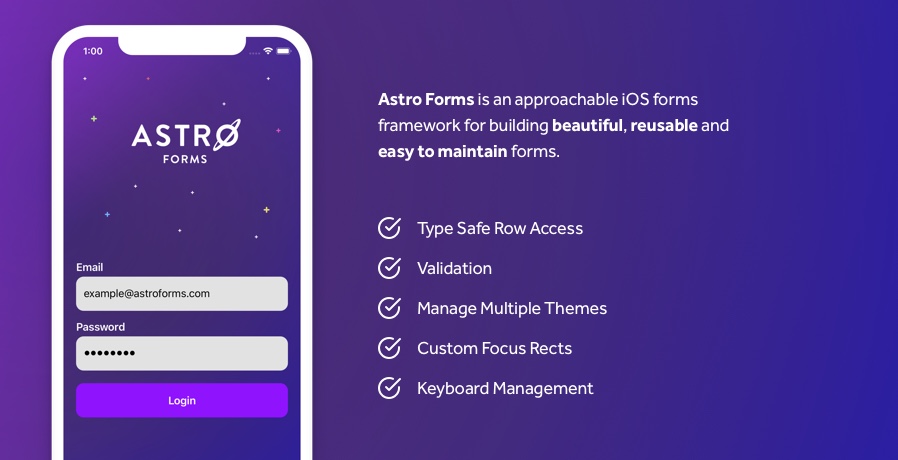 1:00
ASTRO
FORMS
Email
example@astroforms.com
Password
••••••••
Login
Astro Forms is an approachable iOS forms
framework for building beautiful, reusable and
easy to maintain forms.
Type Safe Row Access
Validation
Manage Multiple Themes
Custom Focus Rects
Keyboard Management